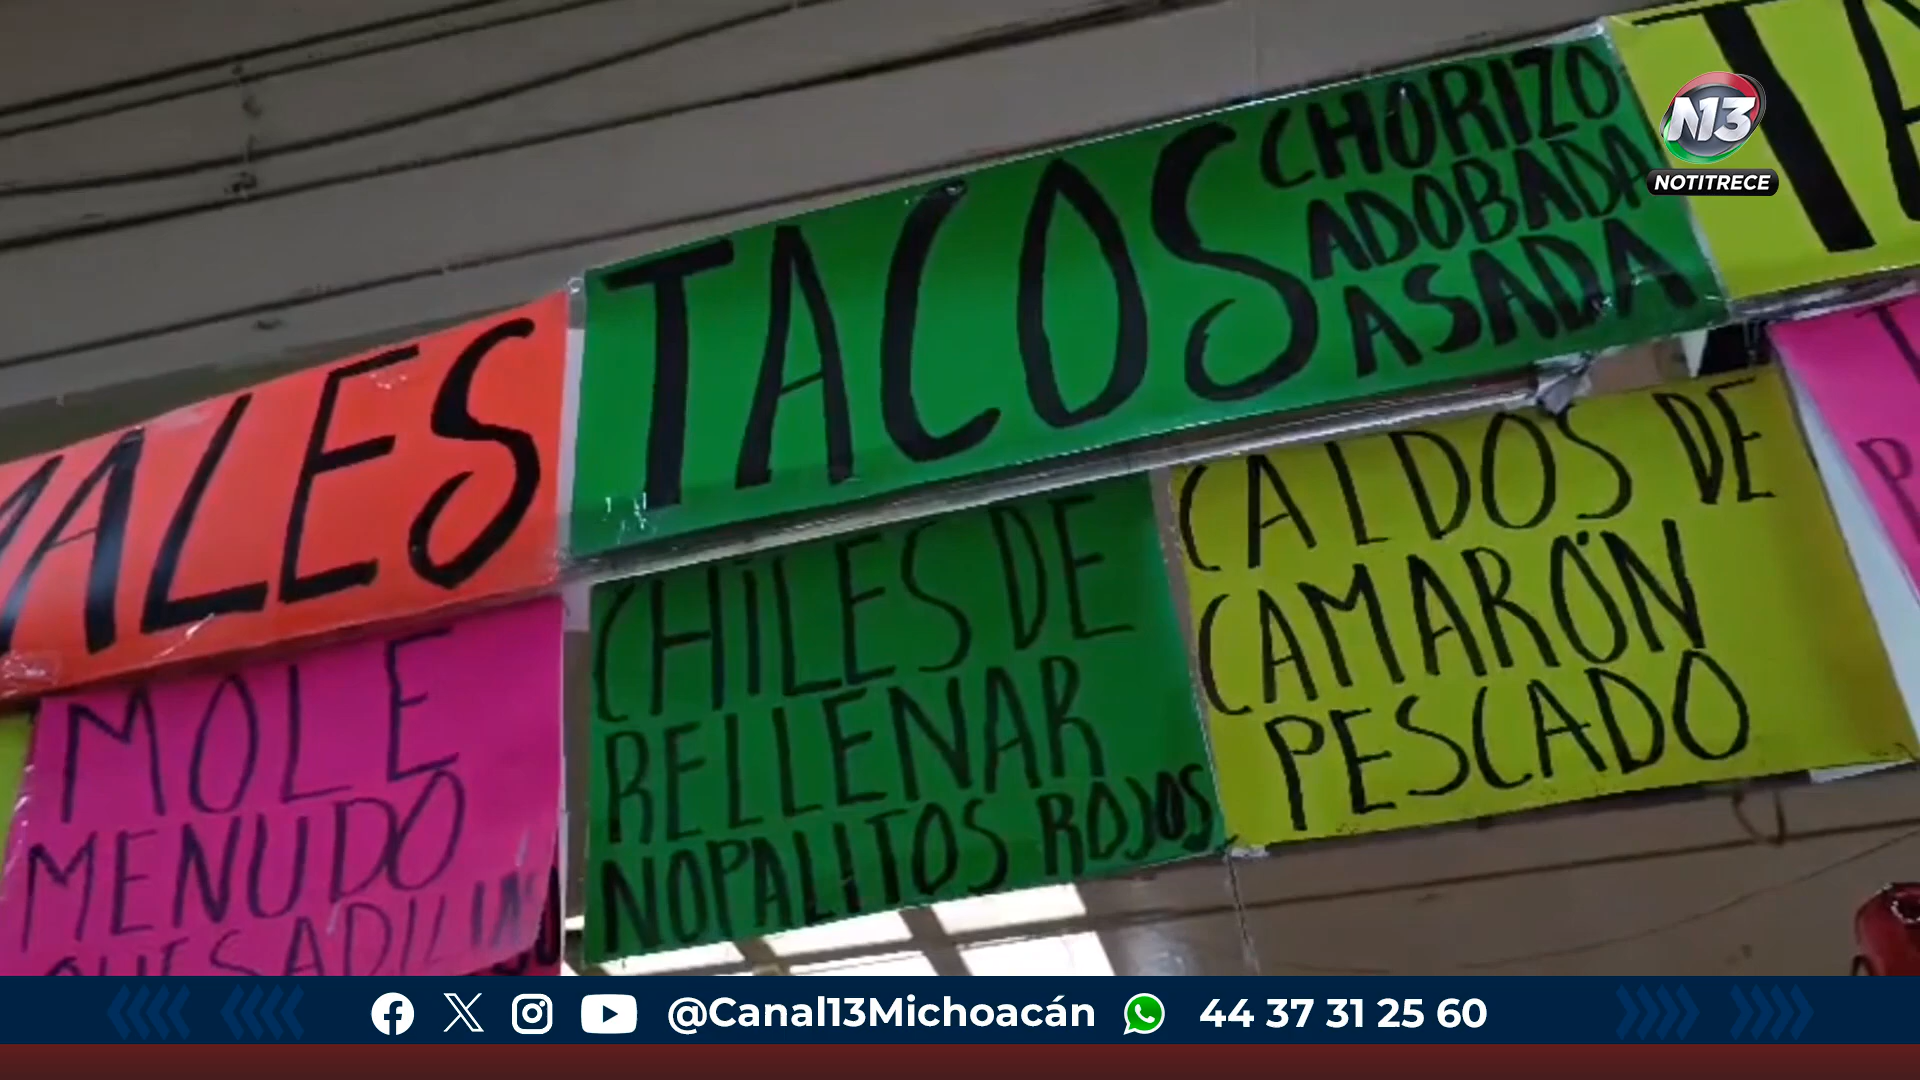 TACOS
CHORIZO
ADOBADA
ASADA
MOLE
MENUDO
CHILES DE
RELLENAR
NOPALITOS ROJOS
CALDOS DE
CAMARÓN
PESCADO
N13
NOTITRECE
@Canal13Michoacán 44 37 31 25 60